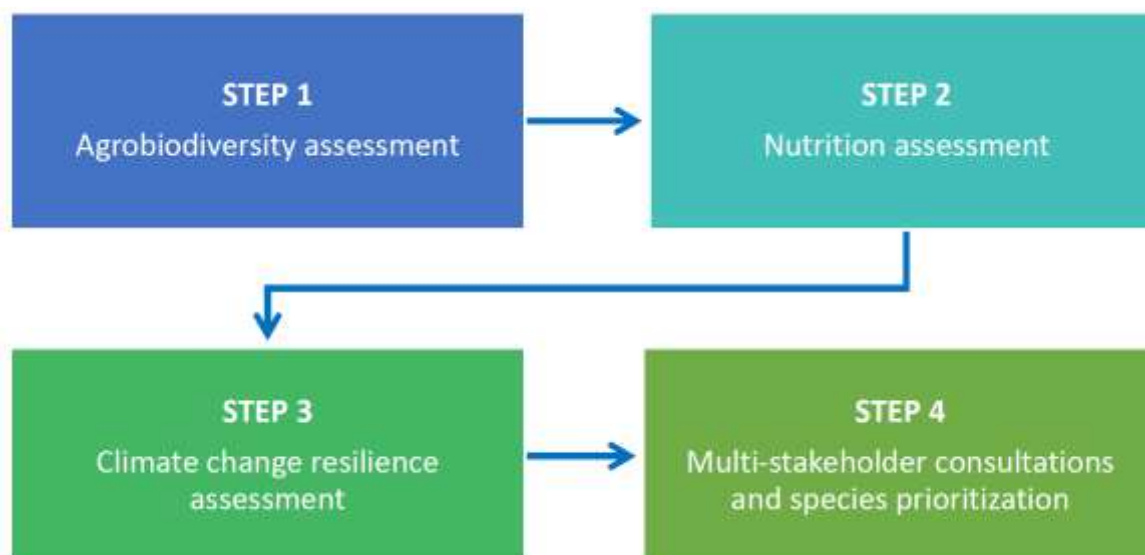 STEP 1
Agrobiodiversity assessment
STEP 2
Nutrition assessment
STEP 3
Climate change resilience
assessment
STEP 4
Multi-stakeholder consultations
and species prioritization